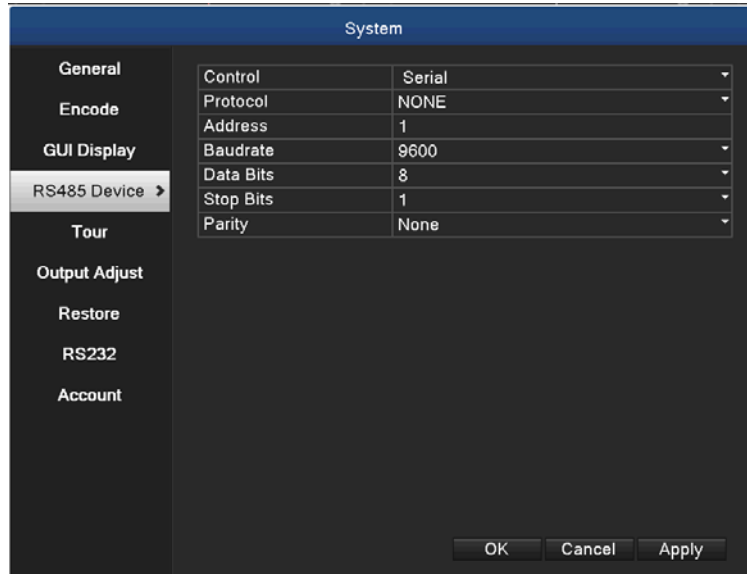 System
General
Encode
GUI Display
RS485 Device
Tour
Output Adjust
Restore
RS232
Account
Control Serial
Protocol NONE
Address 1
Baudrate 9600
Data Bits 8
Stop Bits 1
Parity None
OK Cancel Apply